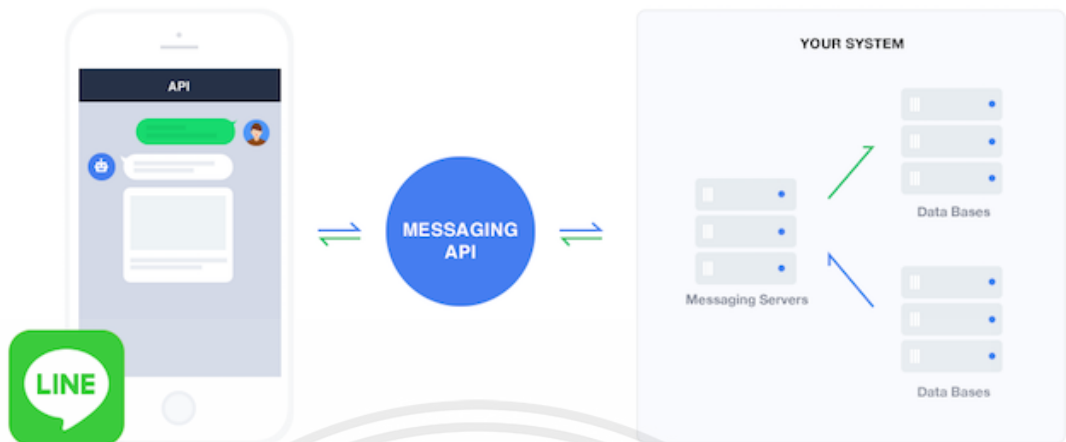 API
LINE
MESSAGING
API
YOUR SYSTEM
Messaging Servers
Data Bases
Data Bases